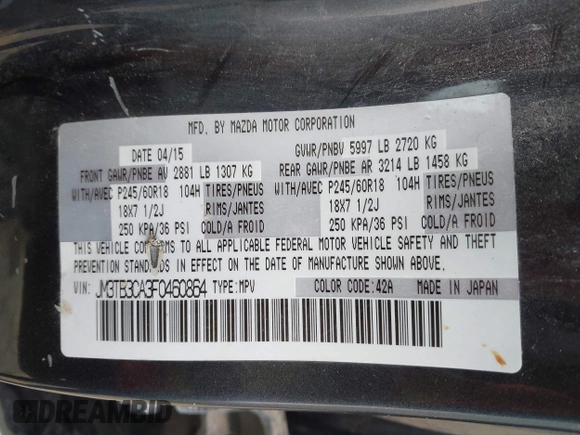 MFD. BY MAZDA MOTOR CORPORATION
DATE 04/15 GVWR/PNBV 5997 LB 2720 KG
FRONT GAWR/PNBE AV 2881 LB 1307 KG REAR GAWR/PNBE AR 3214 LB 1458 KG
WITH/AVEC P245/60R18 104H TIRES/PNEUS WITH/AVEC P245/60R18 104H TIRES/PNEUS
18X7 1/2J RIMS/JANTES 18X7 1/2J RIMS/JANTES
250 KPA/36 PSI COLD/A FROID 250 KPA/36 PSI COLD/A FROID
THIS VEHICLE CONFORMS TO ALL APPLICABLE FEDERAL MOTOR VEHICLE SAFETY AND THEFT
PREVENTION STANDARDS IN EFFECT ON THE DATE OF MANUFACTURE SHOWN ABOVE.
VIN: JM3TB3CA3F0460864 TYPE:MPV COLOR CODE:42A MADE IN JAPAN
DREAMBID